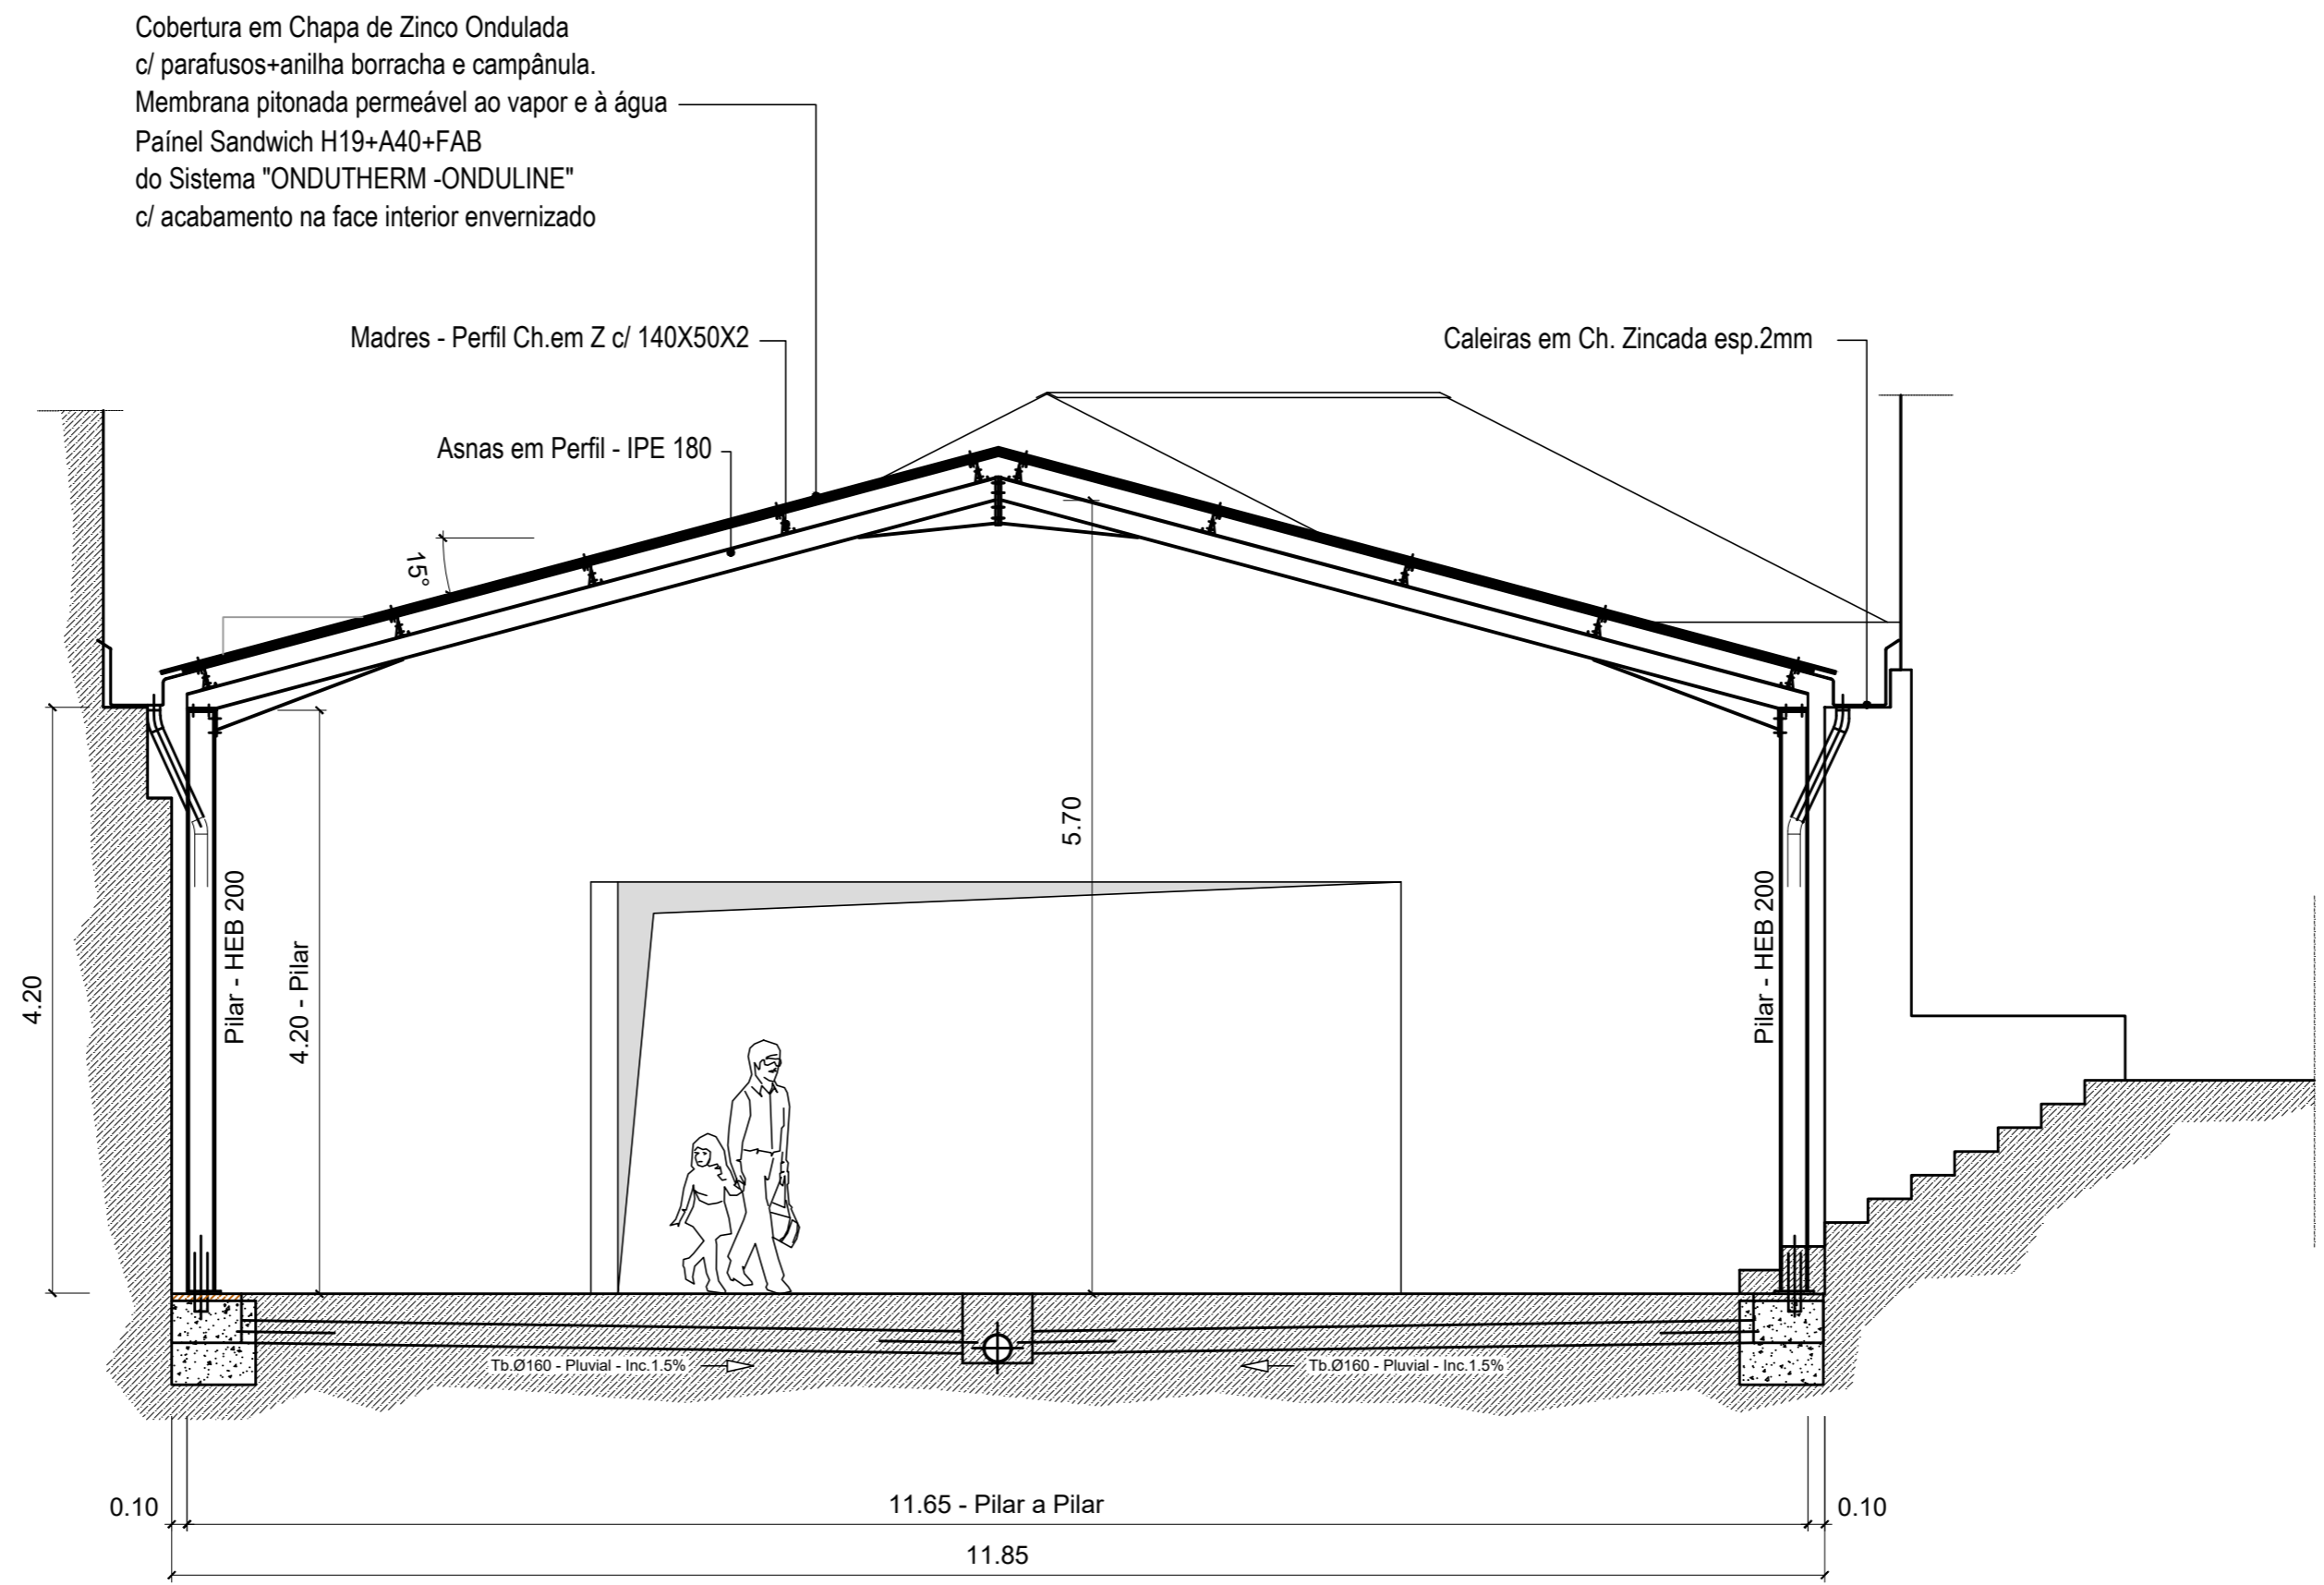 Cobertura em Chapa de Zinco Ondulada
c/ parafusos+anilha borracha e campânula.
Membrana pitonada permeável ao vapor e à água
Paínel Sandwich H19+A40+FAB
do Sistema "ONDUTHERM -ONDULINE"
c/ acabamento na face interior envernizado
Madres - Perfil Ch.em Z c/ 140X50X2
Caleiras em Ch. Zincada esp.2mm
Asnas em Perfil - IPE 180
15°
5.70
Pilar - HEB 200
Pilar - HEB 200
4.20
4.20 - Pilar
Tb.Ø160 - Pluvial - Inc.1.5%
Tb.Ø160 - Pluvial - Inc.1.5%
0.10
11.65 - Pilar a Pilar
0.10
11.85